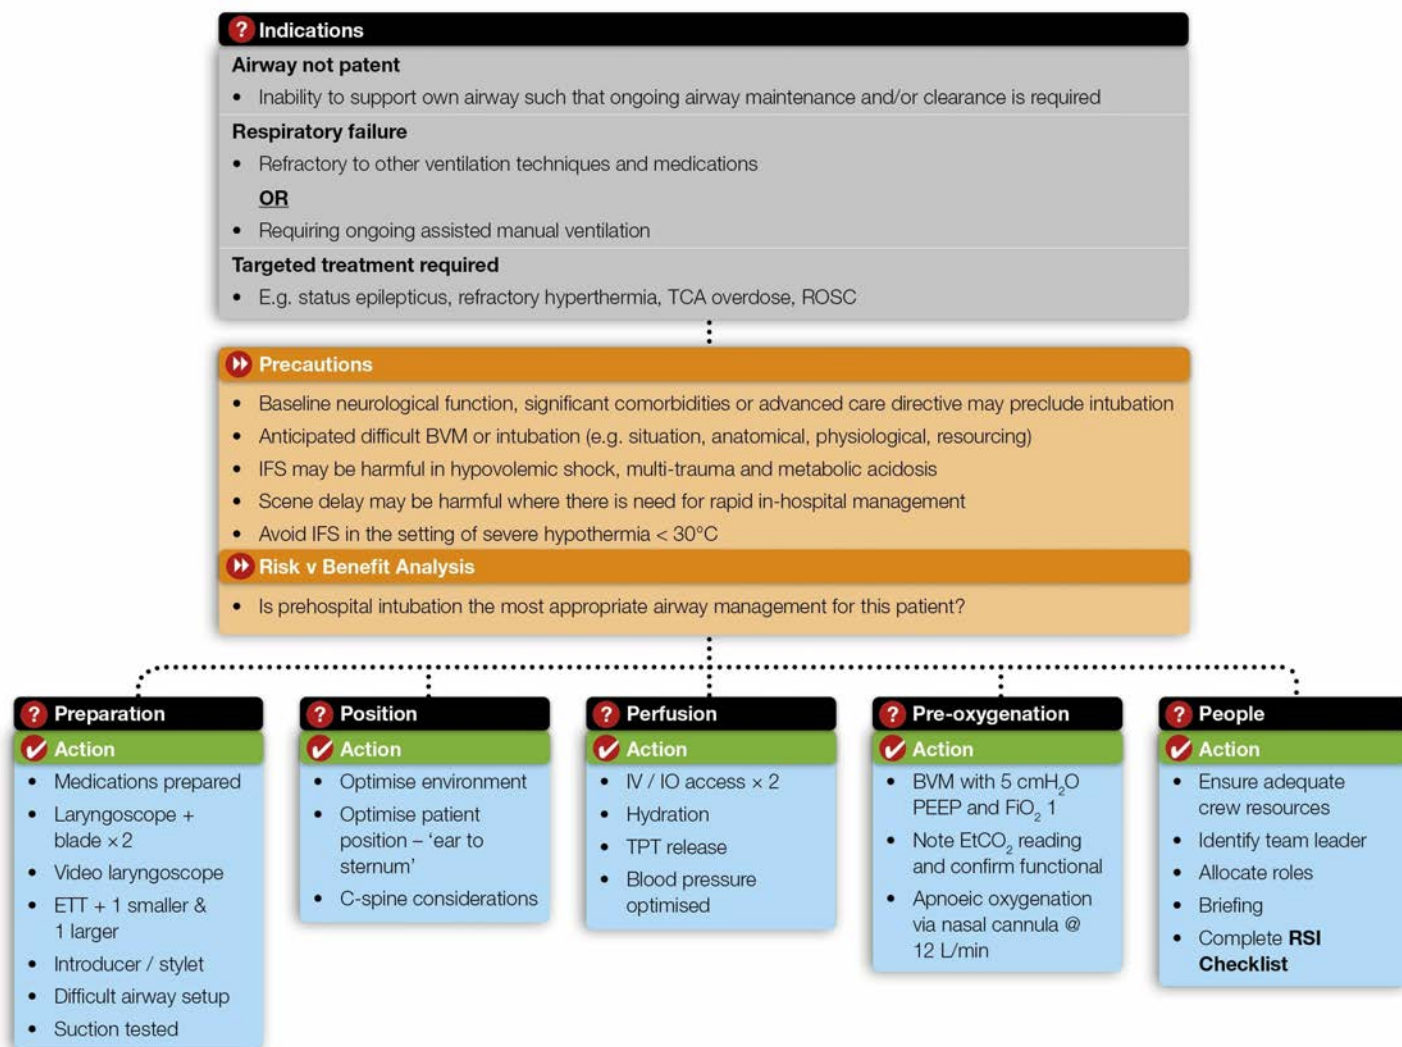 Indications
Airway not patent
• Inability to support own airway such that ongoing airway maintenance and/or clearance is required
Respiratory failure
• Refractory to other ventilation techniques and medications
OR
• Requiring ongoing assisted manual ventilation
Targeted treatment required
• E.g. status epilepticus, refractory hyperthermia, TCA overdose, ROSC
Precautions
• Baseline neurological function, significant comorbidities or advanced care directive may preclude intubation
• Anticipated difficult BVM or intubation (e.g. situation, anatomical, physiological, resourcing)
• IFS may be harmful in hypovolemic shock, multi-trauma and metabolic acidosis
• Scene delay may be harmful where there is need for rapid in-hospital management
• Avoid IFS in the setting of severe hypothermia < 30°C
Risk v Benefit Analysis
• Is prehospital intubation the most appropriate airway management for this patient?
Preparation
Action
• Medications prepared
• Laryngoscope +
blade × 2
• Video laryngoscope
• ETT + 1 smaller &
1 larger
• Introducer / stylet
• Difficult airway setup
• Suction tested
Position
Action
• Optimise environment
• Optimise patient
position – ‘ear to
sternum’
• C-spine considerations
Perfusion
Action
• IV / IO access × 2
• Hydration
• TPT release
• Blood pressure
optimised
Pre-oxygenation
Action
• BVM with 5 cmH₂O
PEEP and FiO₂ 1
• Note EtCO₂ reading
and confirm functional
• Apnoeic oxygenation
via nasal cannula @
12 L/min
People
Action
• Ensure adequate
crew resources
• Identify team leader
• Allocate roles
• Briefing
• Complete RSI
Checklist